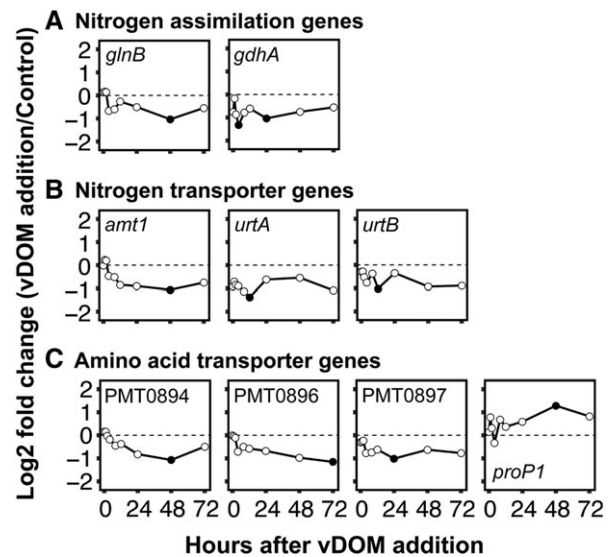 A Nitrogen assimilation genes
glnB gdhA
2
1
0
−1
−2
B Nitrogen transporter genes
amt1 urtA urtB
2
1
0
−1
−2
C Amino acid transporter genes
PMT0894 PMT0896 PMT0897 proP1
2
1
0
−1
−2
0 24 48 72 0 24 48 72 0 24 48 72 0 24 48 72
Log2 fold change (vDOM addition/Control)
Hours after vDOM addition